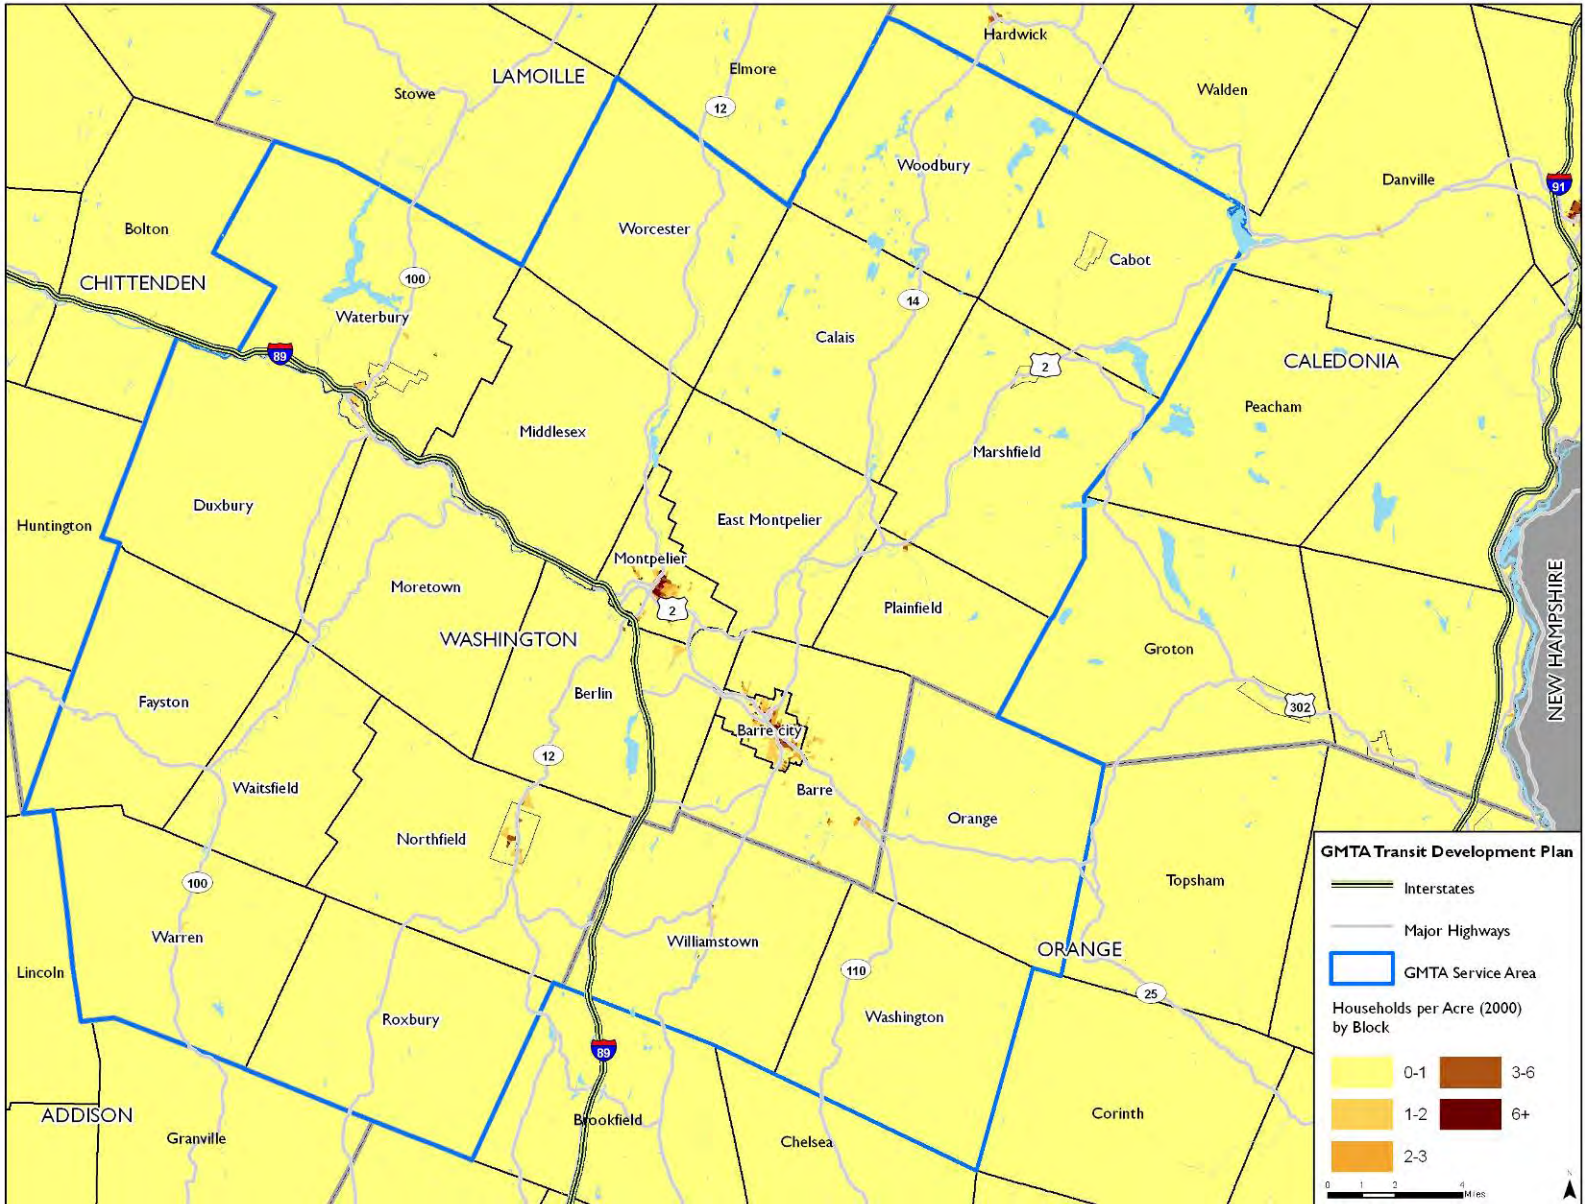 Hardwick
LAMOILLE
Elmore
Stowe
Walden
12
Woodbury
Danville
91
Bolton
Worcester
Cabot
CHITTENDEN
100
14
Waterbury
Calais
89
2
CALEDONIA
Peacham
Middlesex
Marshfield
Duxbury
East Montpelier
Huntington
Montpelier
Moretown
2
Plainfield
NEW HAMPSHIRE
WASHINGTON
Groton
Berlin
Fayston
302
Barre city
12
Waitsfield
Barre
Orange
Northfield
100
Topsham
Warren
Williamstown
ORANGE
Lincoln
110
25
Roxbury
Washington
89
ADDISON
Brookfield
Corinth
Granville
Chelsea
GMTA Transit Development Plan
Interstates
Major Highways
GMTA Service Area
Households per Acre (2000)
by Block
0-1
3-6
1-2
6+
2-3
0 1 2 4
Miles